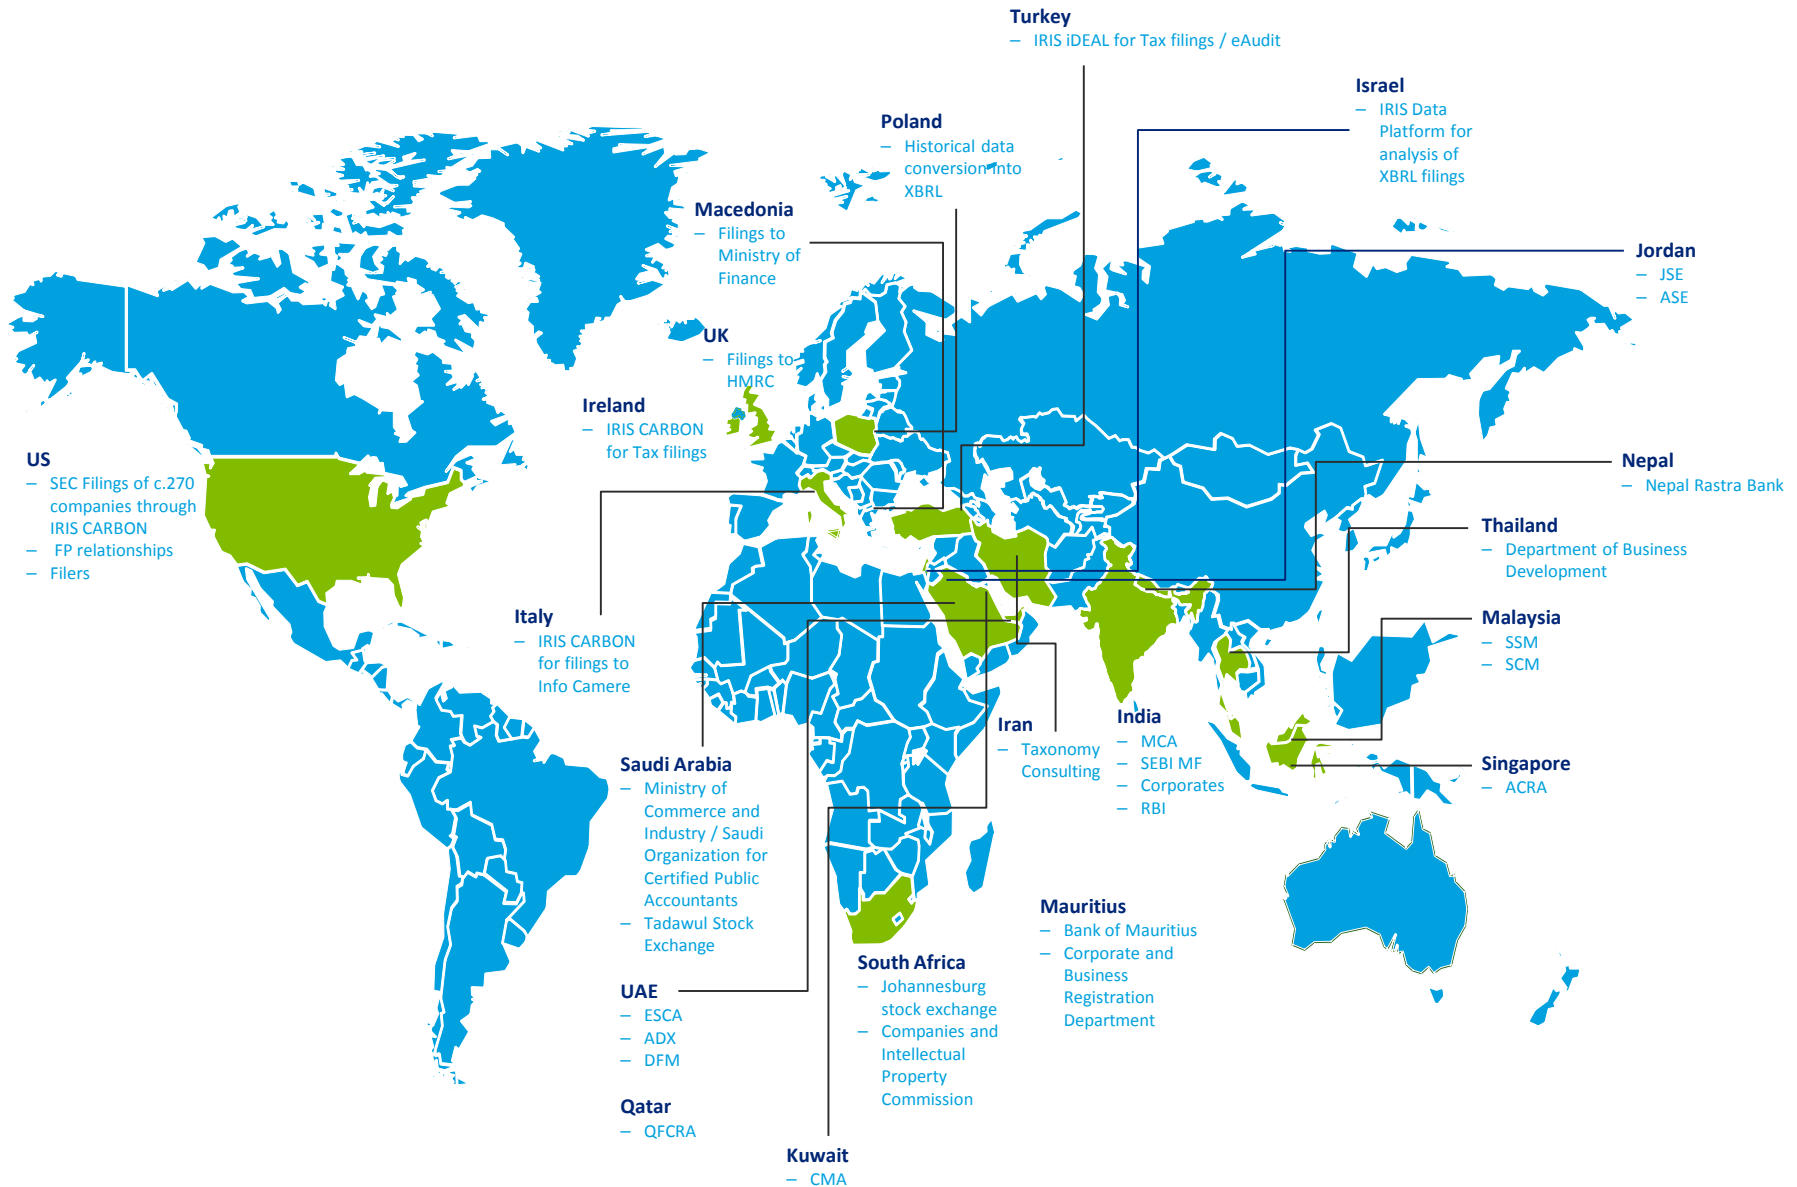 Turkey
– IRIS iDEAL for Tax filings / eAudit
Israel
– IRIS Data
Platform for
analysis of
XBRL filings
Poland
– Historical data
conversion into
XBRL
Macedonia
– Filings to
Ministry of
Finance
Jordan
– JSE
– ASE
UK
– Filings to
HMRC
Ireland
– IRIS CARBON
for Tax filings
US
– SEC Filings of c.270
companies through
IRIS CARBON
– FP relationships
– Filers
Nepal
– Nepal Rastra Bank
Thailand
– Department of Business
Development
Italy
– IRIS CARBON
for filings to
Info Camere
Malaysia
– SSM
– SCM
Iran
– Taxonomy
Consulting
India
– MCA
– SEBI MF
– Corporates
– RBI
Singapore
– ACRA
Saudi Arabia
– Ministry of
Commerce and
Industry / Saudi
Organization for
Certified Public
Accountants
– Tadawul Stock
Exchange
Mauritius
– Bank of Mauritius
– Corporate and
Business
Registration
Department
South Africa
– Johannesburg
stock exchange
– Companies and
Intellectual
Property
Commission
UAE
– ESCA
– ADX
– DFM
Qatar
– QFCRA
Kuwait
– CMA